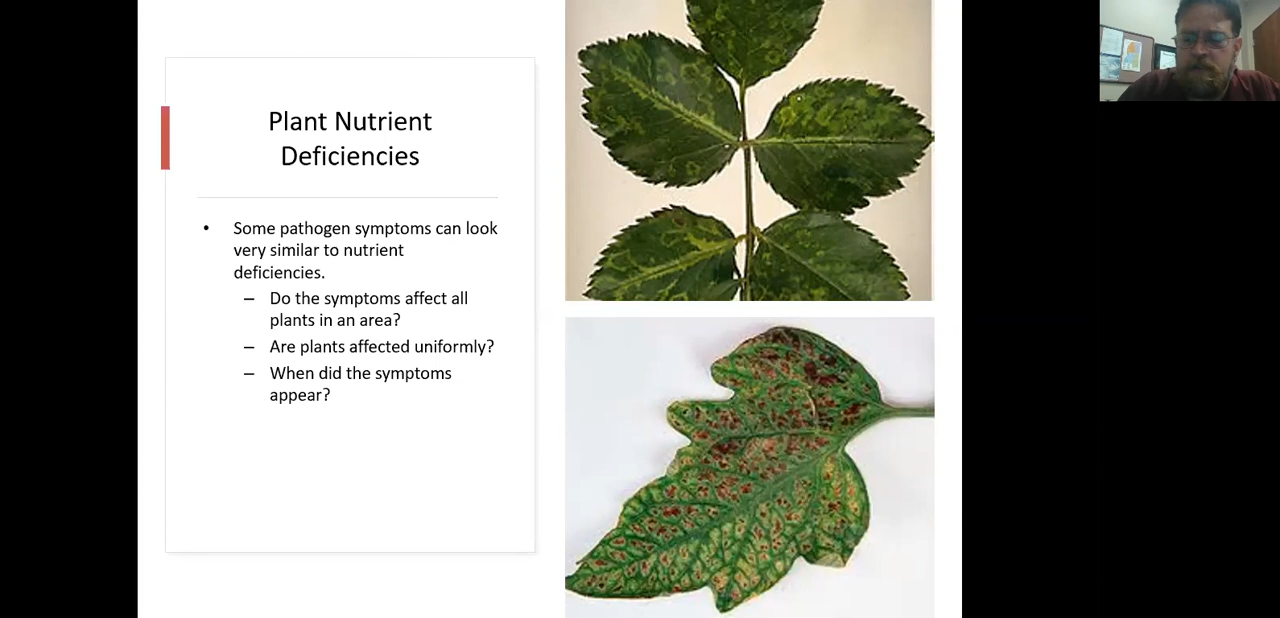 Plant Nutrient
Deficiencies
• Some pathogen symptoms can look
very similar to nutrient
deficiencies.
– Do the symptoms affect all
plants in an area?
– Are plants affected uniformly?
– When did the symptoms
appear?